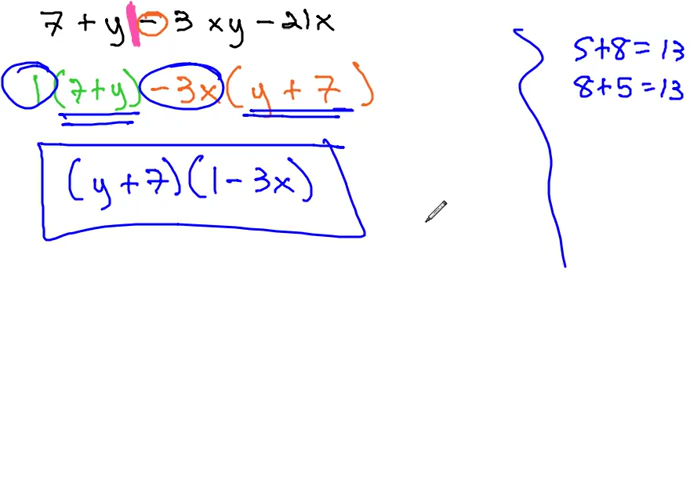 7 + y - 3xy - 21x
1(7+y) - 3x(y + 7)
(y+7)(1-3x)
5+8=13
8+5=13